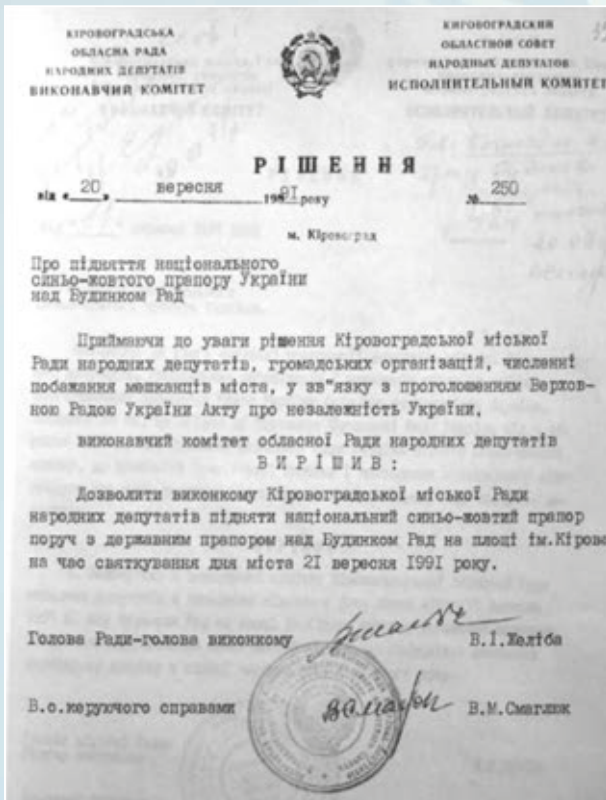 КІРОВОГРАДСЬКА
ОБЛАСНА РАДА
НАРОДНИХ ДЕПУТАТІВ
ВИКОНАВЧИЙ КОМІТЕТ
КИРОВОГРАДСКИЙ
ОБЛАСТНОЙ СОВЕТ
НАРОДНЫХ ДЕПУТАТОВ
ИСПОЛНИТЕЛЬНЫЙ КОМИТЕТ
РІШЕННЯ
від « 20 » вересня 1991 року № 250
м. Кіровоград
Про підняття національного
синьо-жовтого прапору України
над Будинком Рад
Приймаючи до уваги рішення Кіровоградської міської
Ради народних депутатів, громадських організацій, численні
побажання мешканців міста, у зв"язку з проголошенням Верхов-
ною Радою України Акту про незалежність України,
виконавчий комітет обласної Ради народних депутатів
В И Р І Ш И В :
Дозволити виконкому Кіровоградської міської Ради
народних депутатів підняти національний синьо-жовтий прапор
поруч з державним прапором над Будинком Рад на площі ім.Кірова
на час святкування дня міста 2I вересня I99I року.
Голова Ради-голова виконкому В.І.Желіба
В.о.керуючого справами В.М.Смаглюк